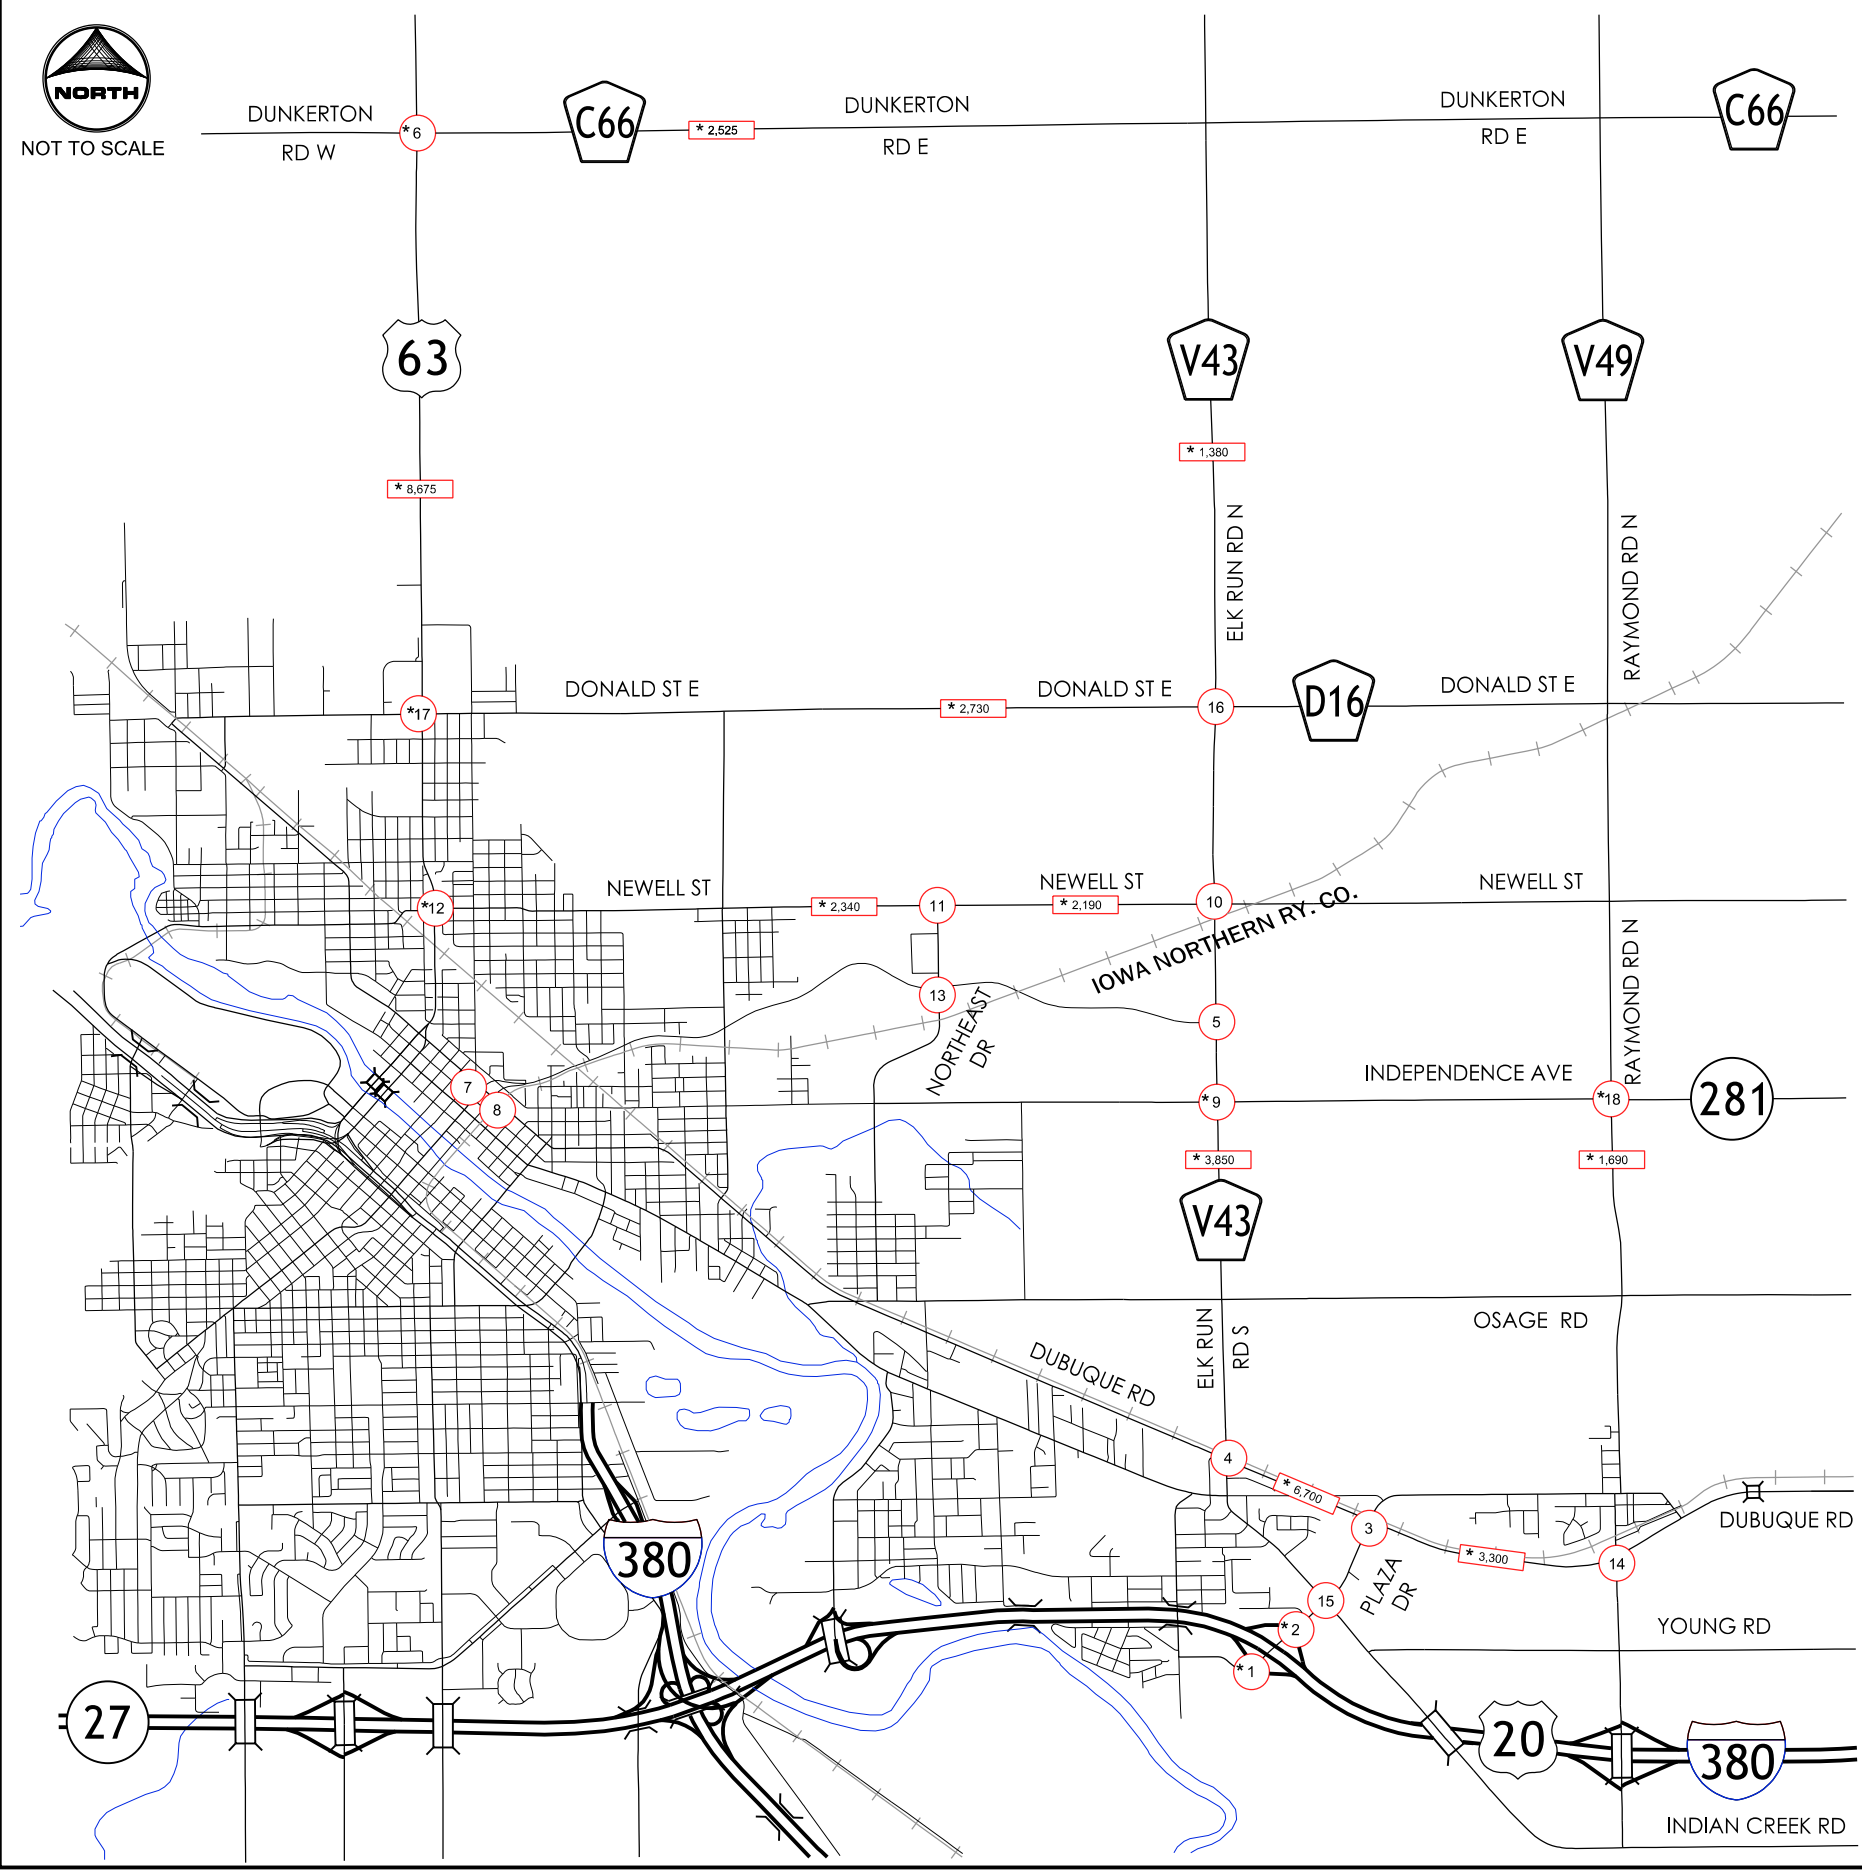 NORTH
NOT TO SCALE
DUNKERTON
RD W
* 6
C66
* 2,525
DUNKERTON
RD E
DUNKERTON
RD E
C66
63
V43
V49
* 8,675
* 1,380
ELK RUN RD N
RAYMOND RD N
*17
DONALD ST E
* 2,730
DONALD ST E
16
D16
DONALD ST E
*12
NEWELL ST
* 2,340
11
NEWELL ST
* 2,190
10
NEWELL ST
IOWA NORTHERN RY. CO.
13
NORTHEAST
DR
5
RAYMOND RD N
7
8
INDEPENDENCE AVE
* 9
*18
281
* 3,850
* 1,690
V43
OSAGE RD
ELK RUN
RD S
DUBUQUE RD
4
* 6,700
3
* 3,300
14
DUBUQUE RD
PLAZA
DR
15
* 2
* 1
YOUNG RD
380
27
20
380
INDIAN CREEK RD